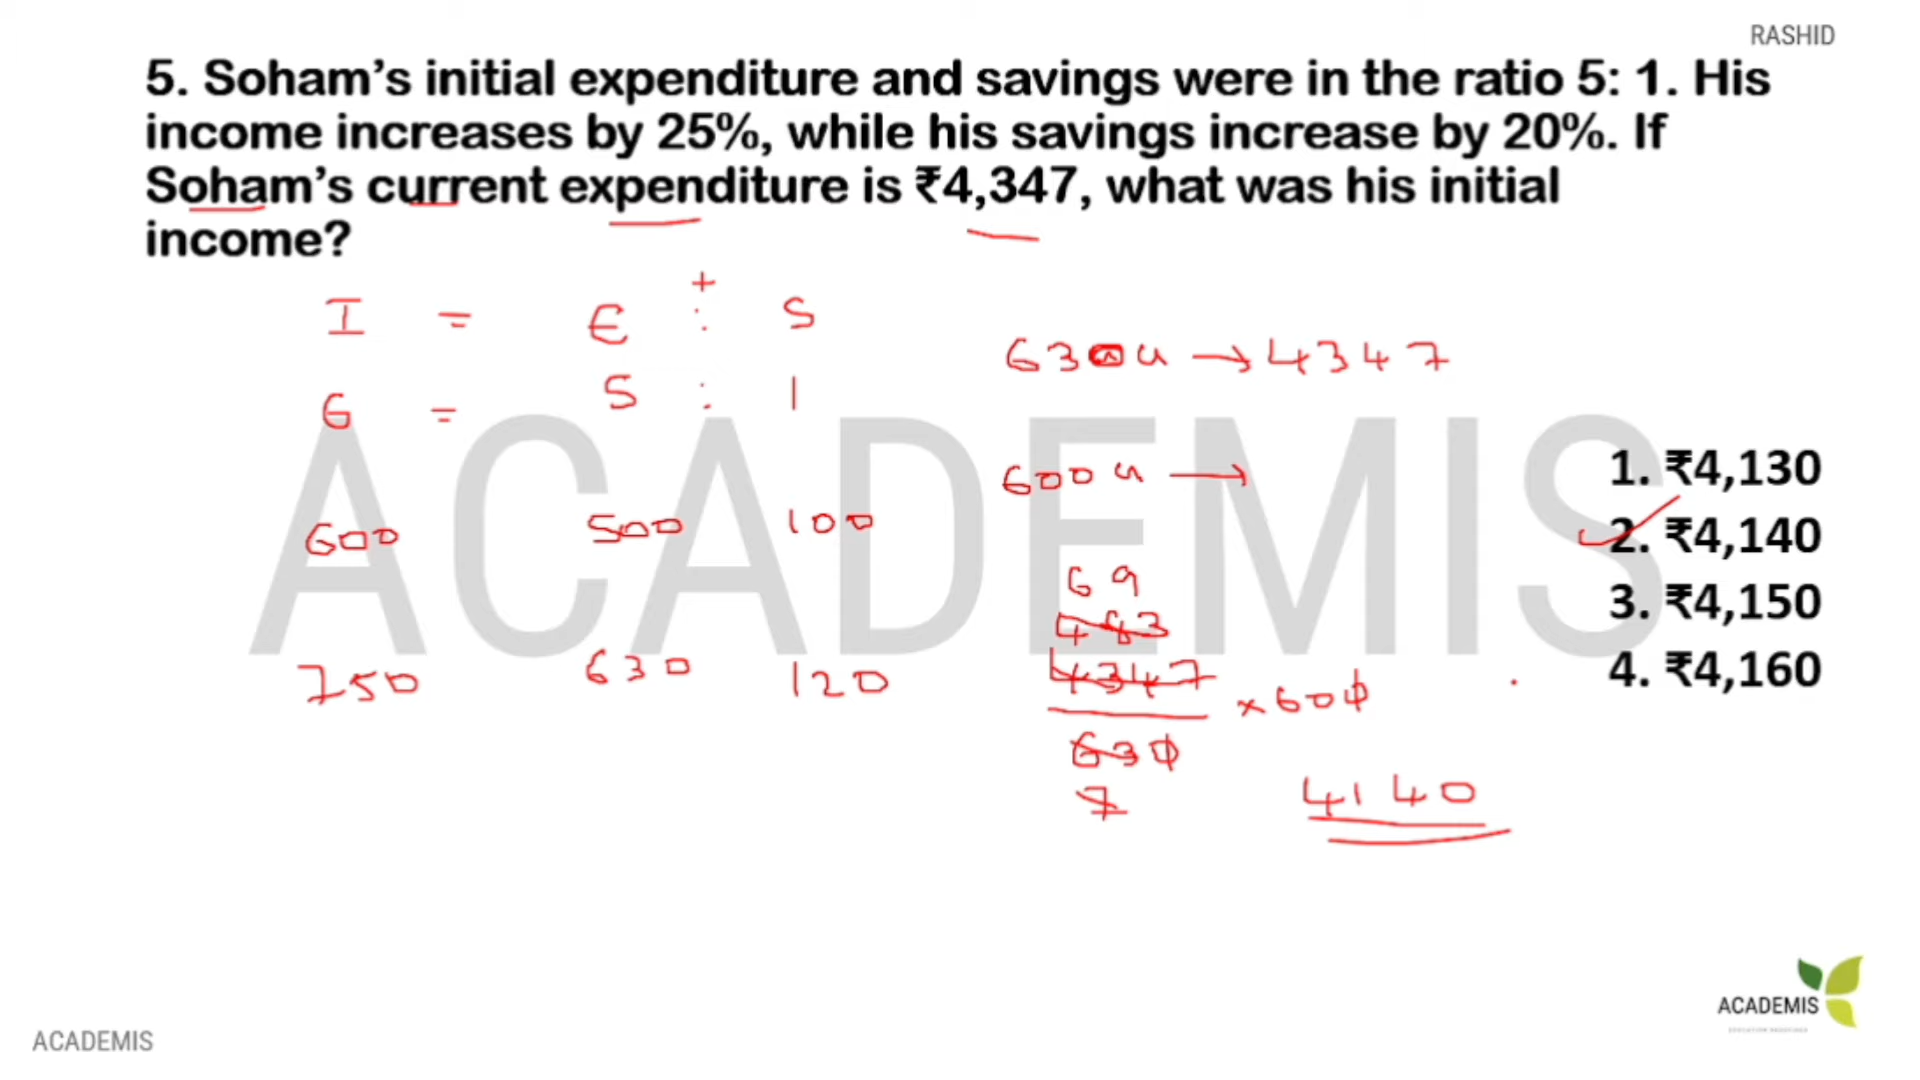 RASHID
5. Soham's initial expenditure and savings were in the ratio 5: 1. His
income increases by 25%, while his savings increase by 20%. If
Soham's current expenditure is ₹4,347, what was his initial
income?
+
I = E : S
6 = 5 : 1
600 500 100
750 630 120
630u → 4347
600u →
69
483
4347
630
7
×600
4140
1. ₹4,130
2. ₹4,140
3. ₹4,150
4. ₹4,160
ACADEMIS
ACADEMIS
ACADEMIS